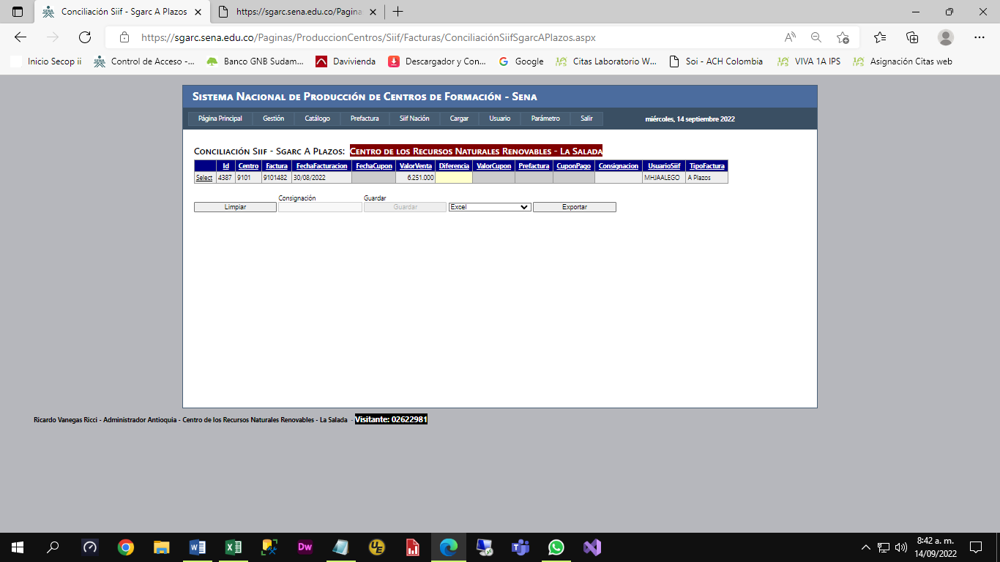 Conciliación Siif - Sgarc A Plazos
https://sgarc.sena.edu.co/Pagina
https://sgarc.sena.edu.co/Paginas/ProduccionCentros/Siif/Facturas/ConciliaciónSiifSgarcAPlazos.aspx
Inicio Secop ii Control de Acceso -... Banco GNB Sudam... Davivienda Descargador y Con... Google Citas Laboratorio W... Soi - ACH Colombia VIVA 1A IPS Asignación Citas web
Sistema Nacional de Producción de Centros de Formación - Sena
Página Principal Gestión Catálogo Prefactura Siif Nación Cargar Usuario Parámetro Salir miércoles, 14 septiembre 2022
Conciliación Siif - Sgarc A Plazos: Centro de los Recursos Naturales Renovables - La Salada
Id Centro Factura FechaFacturacion FechaCupon ValorVenta Diferencia ValorCupon Prefactura CuponPago Consignacion UsuarioSiif TipoFactura
Select 4387 9101 9101482 30/08/2022 6.251.000 MHJAALEGO A Plazos
Consignación Guardar
Limpiar Guardar Excel Exportar
Ricardo Vanegas Ricci - Administrador Antioquia - Centro de los Recursos Naturales Renovables - La Salada - Visitante: 02622981
Dw UE
8:42 a. m.
14/09/2022